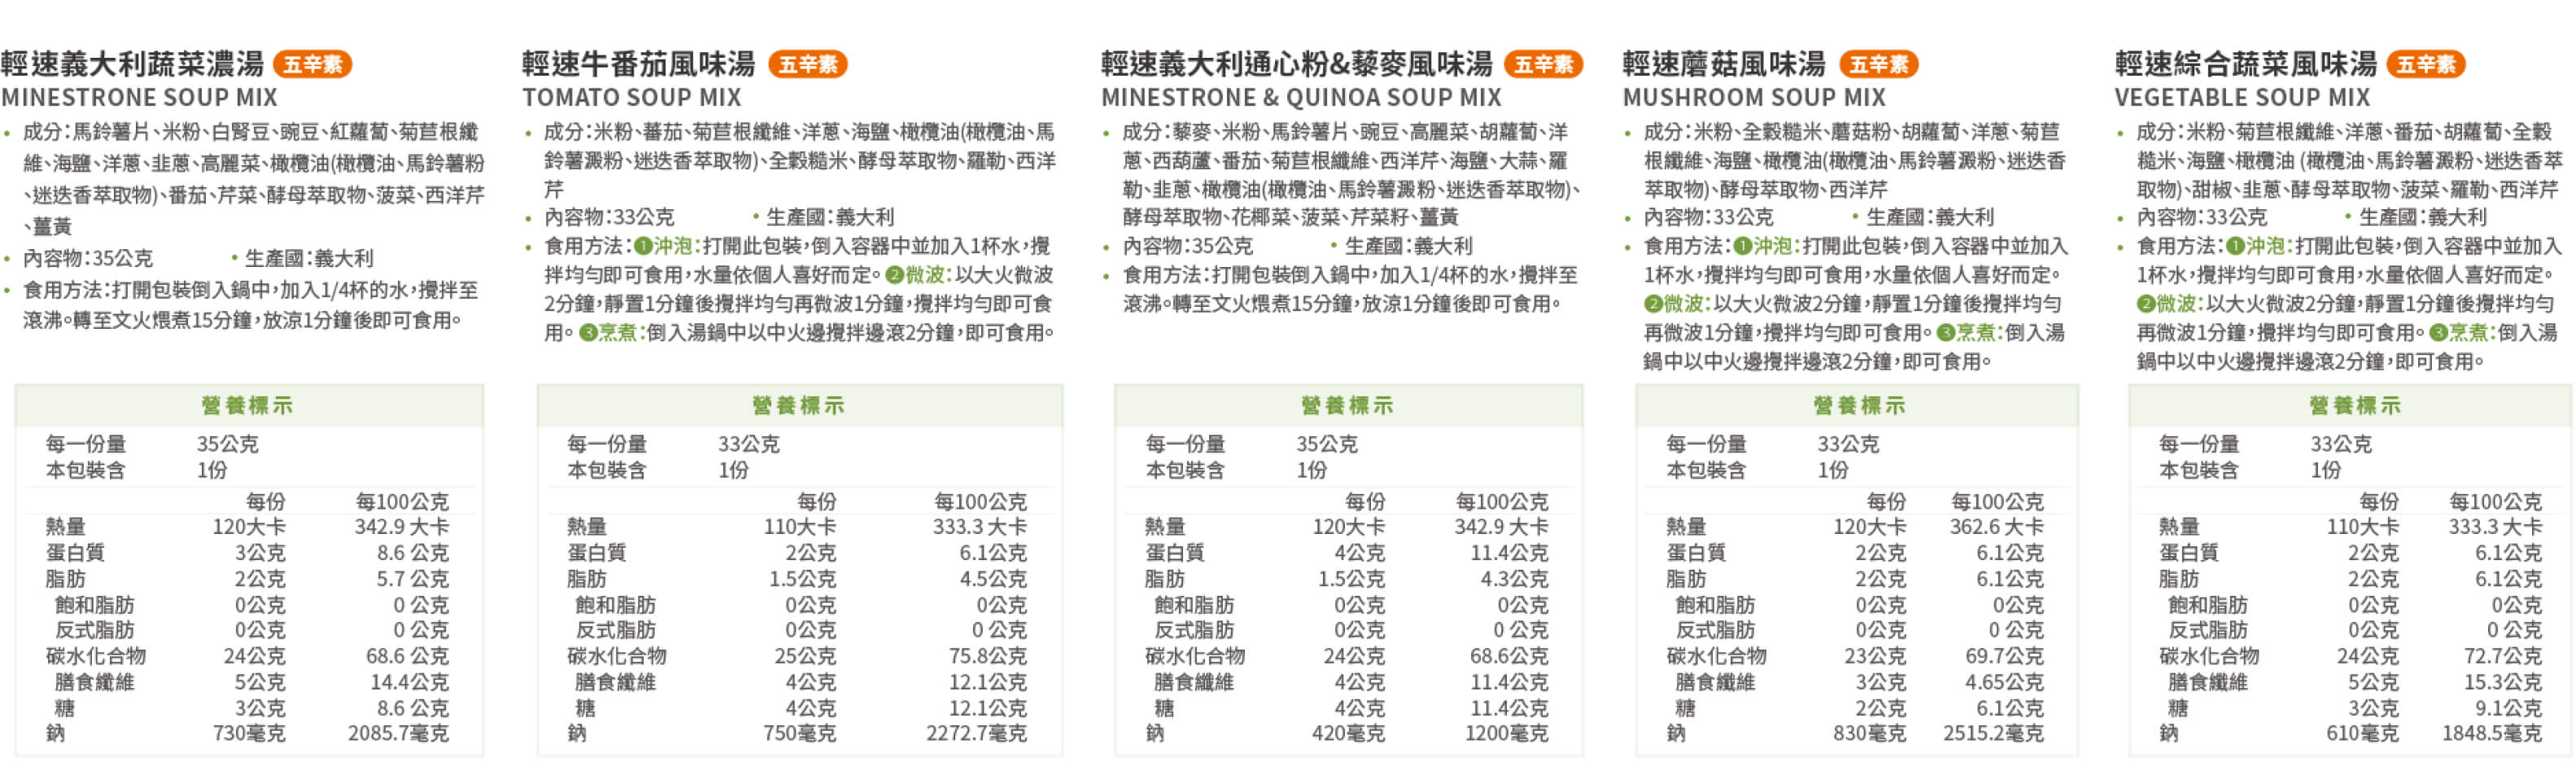 輕速義大利蔬菜濃湯 五辛素
MINESTRONE SOUP MIX
• 成分：馬鈴薯片、米粉、白腎豆、豌豆、紅蘿蔔、菊苣根纖
維、海鹽、洋蔥、韭蔥、高麗菜、橄欖油(橄欖油、馬鈴薯粉
、迷迭香萃取物)、番茄、芹菜、酵母萃取物、菠菜、西洋芹
、薑黃
• 內容物：35公克 • 生產國：義大利
• 食用方法：打開包裝倒入鍋中，加入1/4杯的水，攪拌至
滾沸。轉至文火煨煮15分鐘，放涼1分鐘後即可食用。
營養標示
每一份量 35公克
本包裝含 1份
每份 每100公克
熱量 120大卡 342.9 大卡
蛋白質 3公克 8.6 公克
脂肪 2公克 5.7 公克
飽和脂肪 0公克 0 公克
反式脂肪 0公克 0 公克
碳水化合物 24公克 68.6 公克
膳食纖維 5公克 14.4公克
糖 3公克 8.6 公克
鈉 730毫克 2085.7毫克
輕速牛番茄風味湯 五辛素
TOMATO SOUP MIX
• 成分：米粉、蕃茄、菊苣根纖維、洋蔥、海鹽、橄欖油(橄欖油、馬
鈴薯澱粉、迷迭香萃取物)、全穀糙米、酵母萃取物、羅勒、西洋
芹
• 內容物：33公克 • 生產國：義大利
• 食用方法：❶沖泡：打開此包裝，倒入容器中並加入1杯水，攪
拌均勻即可食用，水量依個人喜好而定。❷微波：以大火微波
2分鐘，靜置1分鐘後攪拌均勻再微波1分鐘，攪拌均勻即可食
用。❸烹煮：倒入湯鍋中以中火邊攪拌邊滾2分鐘，即可食用。
營養標示
每一份量 33公克
本包裝含 1份
每份 每100公克
熱量 110大卡 333.3 大卡
蛋白質 2公克 6.1公克
脂肪 1.5公克 4.5公克
飽和脂肪 0公克 0公克
反式脂肪 0公克 0 公克
碳水化合物 25公克 75.8公克
膳食纖維 4公克 12.1公克
糖 4公克 12.1公克
鈉 750毫克 2272.7毫克
輕速義大利通心粉&藜麥風味湯 五辛素
MINESTRONE & QUINOA SOUP MIX
• 成分：藜麥、米粉、馬鈴薯片、豌豆、高麗菜、胡蘿蔔、洋
蔥、西葫蘆、番茄、菊苣根纖維、西洋芹、海鹽、大蒜、羅
勒、韭蔥、橄欖油(橄欖油、馬鈴薯澱粉、迷迭香萃取物)、
酵母萃取物、花椰菜、菠菜、芹菜籽、薑黃
• 內容物：35公克 • 生產國：義大利
• 食用方法：打開包裝倒入鍋中，加入1/4杯的水，攪拌至
滾沸。轉至文火煨煮15分鐘，放涼1分鐘後即可食用。
營養標示
每一份量 35公克
本包裝含 1份
每份 每100公克
熱量 120大卡 342.9 大卡
蛋白質 4公克 11.4公克
脂肪 1.5公克 4.3公克
飽和脂肪 0公克 0公克
反式脂肪 0公克 0 公克
碳水化合物 24公克 68.6公克
膳食纖維 4公克 11.4公克
糖 4公克 11.4公克
鈉 420毫克 1200毫克
輕速蘑菇風味湯 五辛素
MUSHROOM SOUP MIX
• 成分：米粉、全穀糙米、蘑菇粉、胡蘿蔔、洋蔥、菊苣
根纖維、海鹽、橄欖油(橄欖油、馬鈴薯澱粉、迷迭香
萃取物)、酵母萃取物、西洋芹
• 內容物：33公克 • 生產國：義大利
• 食用方法：❶沖泡：打開此包裝，倒入容器中並加入
1杯水，攪拌均勻即可食用，水量依個人喜好而定。
❷微波：以大火微波2分鐘，靜置1分鐘後攪拌均勻
再微波1分鐘，攪拌均勻即可食用。❸烹煮：倒入湯
鍋中以中火邊攪拌邊滾2分鐘，即可食用。
營養標示
每一份量 33公克
本包裝含 1份
每份 每100公克
熱量 120大卡 362.6 大卡
蛋白質 2公克 6.1公克
脂肪 2公克 6.1公克
飽和脂肪 0公克 0公克
反式脂肪 0公克 0 公克
碳水化合物 23公克 69.7公克
膳食纖維 3公克 4.65公克
糖 2公克 6.1公克
鈉 830毫克 2515.2毫克
輕速綜合蔬菜風味湯 五辛素
VEGETABLE SOUP MIX
• 成分：米粉、菊苣根纖維、洋蔥、番茄、胡蘿蔔、全穀
糙米、海鹽、橄欖油 (橄欖油、馬鈴薯澱粉、迷迭香萃
取物)、甜椒、韭蔥、酵母萃取物、菠菜、羅勒、西洋芹
• 內容物：33公克 • 生產國：義大利
• 食用方法：❶沖泡：打開此包裝，倒入容器中並加入
1杯水，攪拌均勻即可食用，水量依個人喜好而定。
❷微波：以大火微波2分鐘，靜置1分鐘後攪拌均勻
再微波1分鐘，攪拌均勻即可食用。❸烹煮：倒入湯
鍋中以中火邊攪拌邊滾2分鐘，即可食用。
營養標示
每一份量 33公克
本包裝含 1份
每份 每100公克
熱量 110大卡 333.3 大卡
蛋白質 2公克 6.1公克
脂肪 2公克 6.1公克
飽和脂肪 0公克 0公克
反式脂肪 0公克 0 公克
碳水化合物 24公克 72.7公克
膳食纖維 5公克 15.3公克
糖 3公克 9.1公克
鈉 610毫克 1848.5毫克